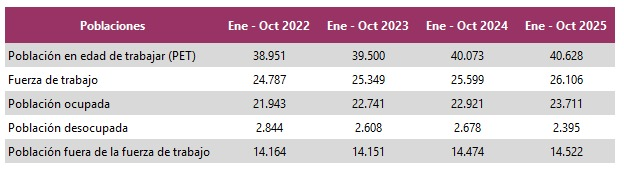 Poblaciones Ene - Oct 2022 Ene - Oct 2023 Ene - Oct 2024 Ene - Oct 2025
Población en edad de trabajar (PET) 38.951 39.500 40.073 40.628
Fuerza de trabajo 24.787 25.349 25.599 26.106
Población ocupada 21.943 22.741 22.921 23.711
Población desocupada 2.844 2.608 2.678 2.395
Población fuera de la fuerza de trabajo 14.164 14.151 14.474 14.522